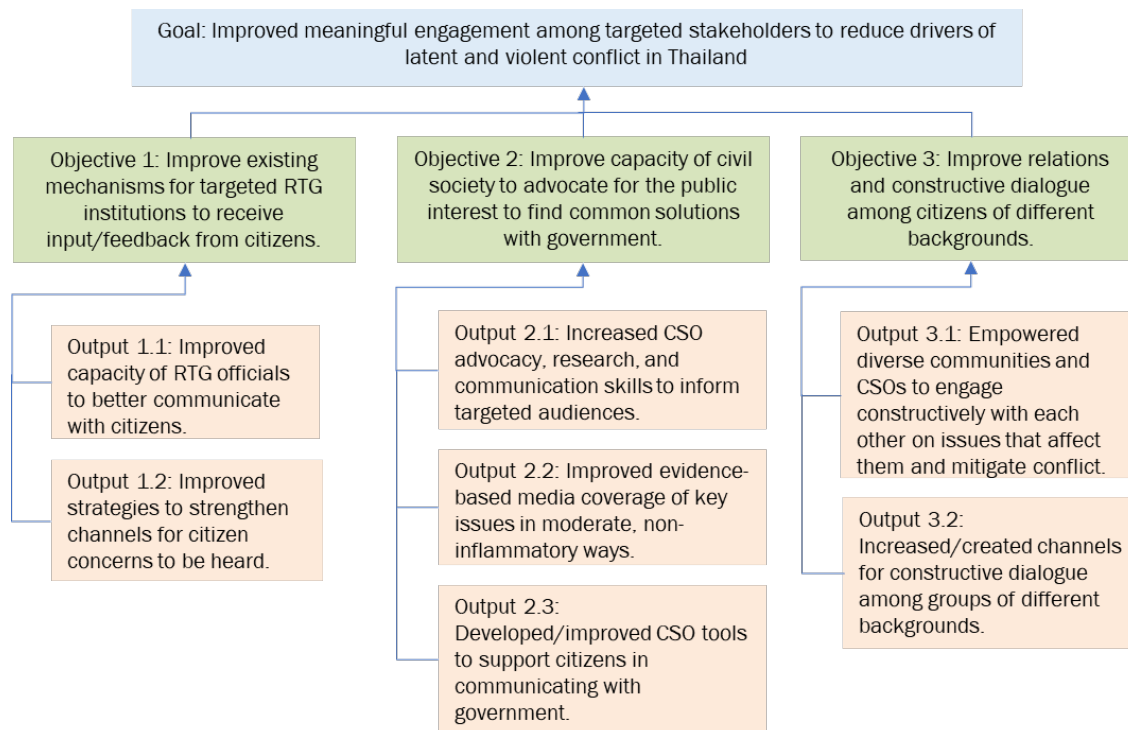 Goal: Improved meaningful engagement among targeted stakeholders to reduce drivers of
latent and violent conflict in Thailand
Objective 1: Improve existing
mechanisms for targeted RTG
institutions to receive
input/feedback from citizens.
Output 1.1: Improved
capacity of RTG officials
to better communicate
with citizens.
Output 1.2: Improved
strategies to strengthen
channels for citizen
concerns to be heard.
Objective 2: Improve capacity of civil
society to advocate for the public
interest to find common solutions
with government.
Output 2.1: Increased CSO
advocacy, research, and
communication skills to inform
targeted audiences.
Output 2.2: Improved evidence-
based media coverage of key
issues in moderate, non-
inflammatory ways.
Output 2.3:
Developed/improved CSO tools
to support citizens in
communicating with
government.
Objective 3: Improve relations
and constructive dialogue
among citizens of different
backgrounds.
Output 3.1: Empowered
diverse communities and
CSOs to engage
constructively with each
other on issues that affect
them and mitigate conflict.
Output 3.2:
Increased/created channels
for constructive dialogue
among groups of different
backgrounds.